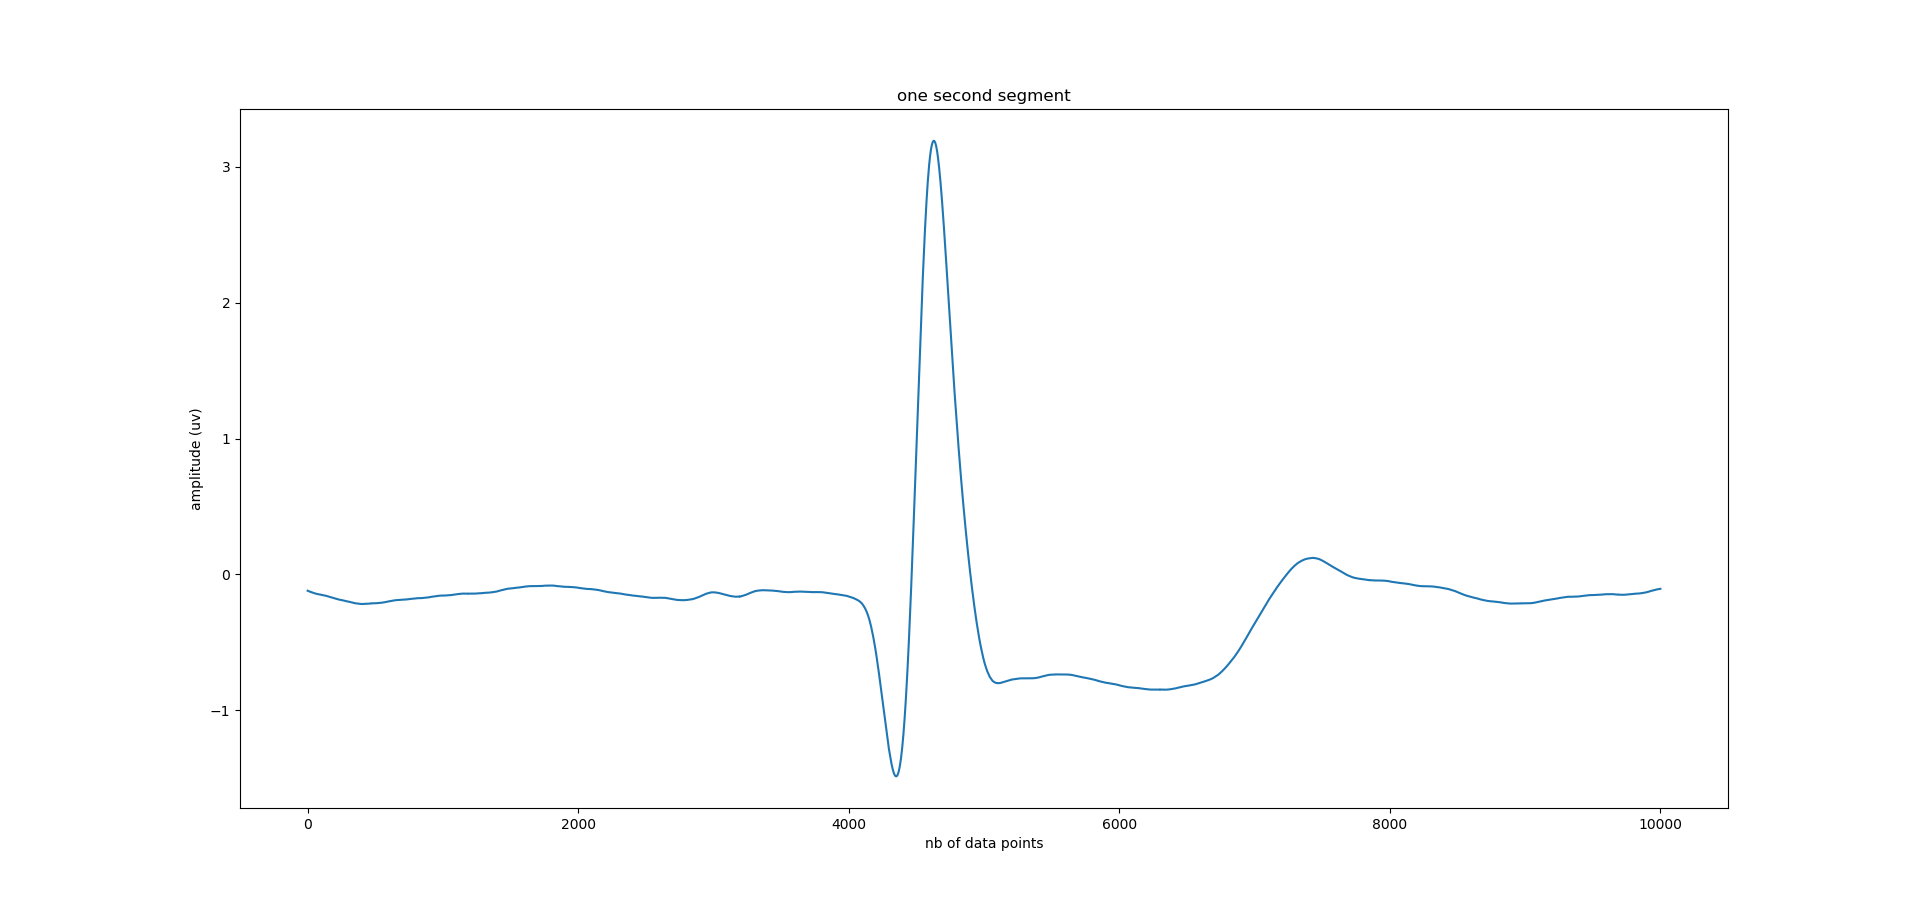 one second segment
amplitude (uv)
3
2
1
0
−1
0 2000 4000 6000 8000 10000
nb of data points